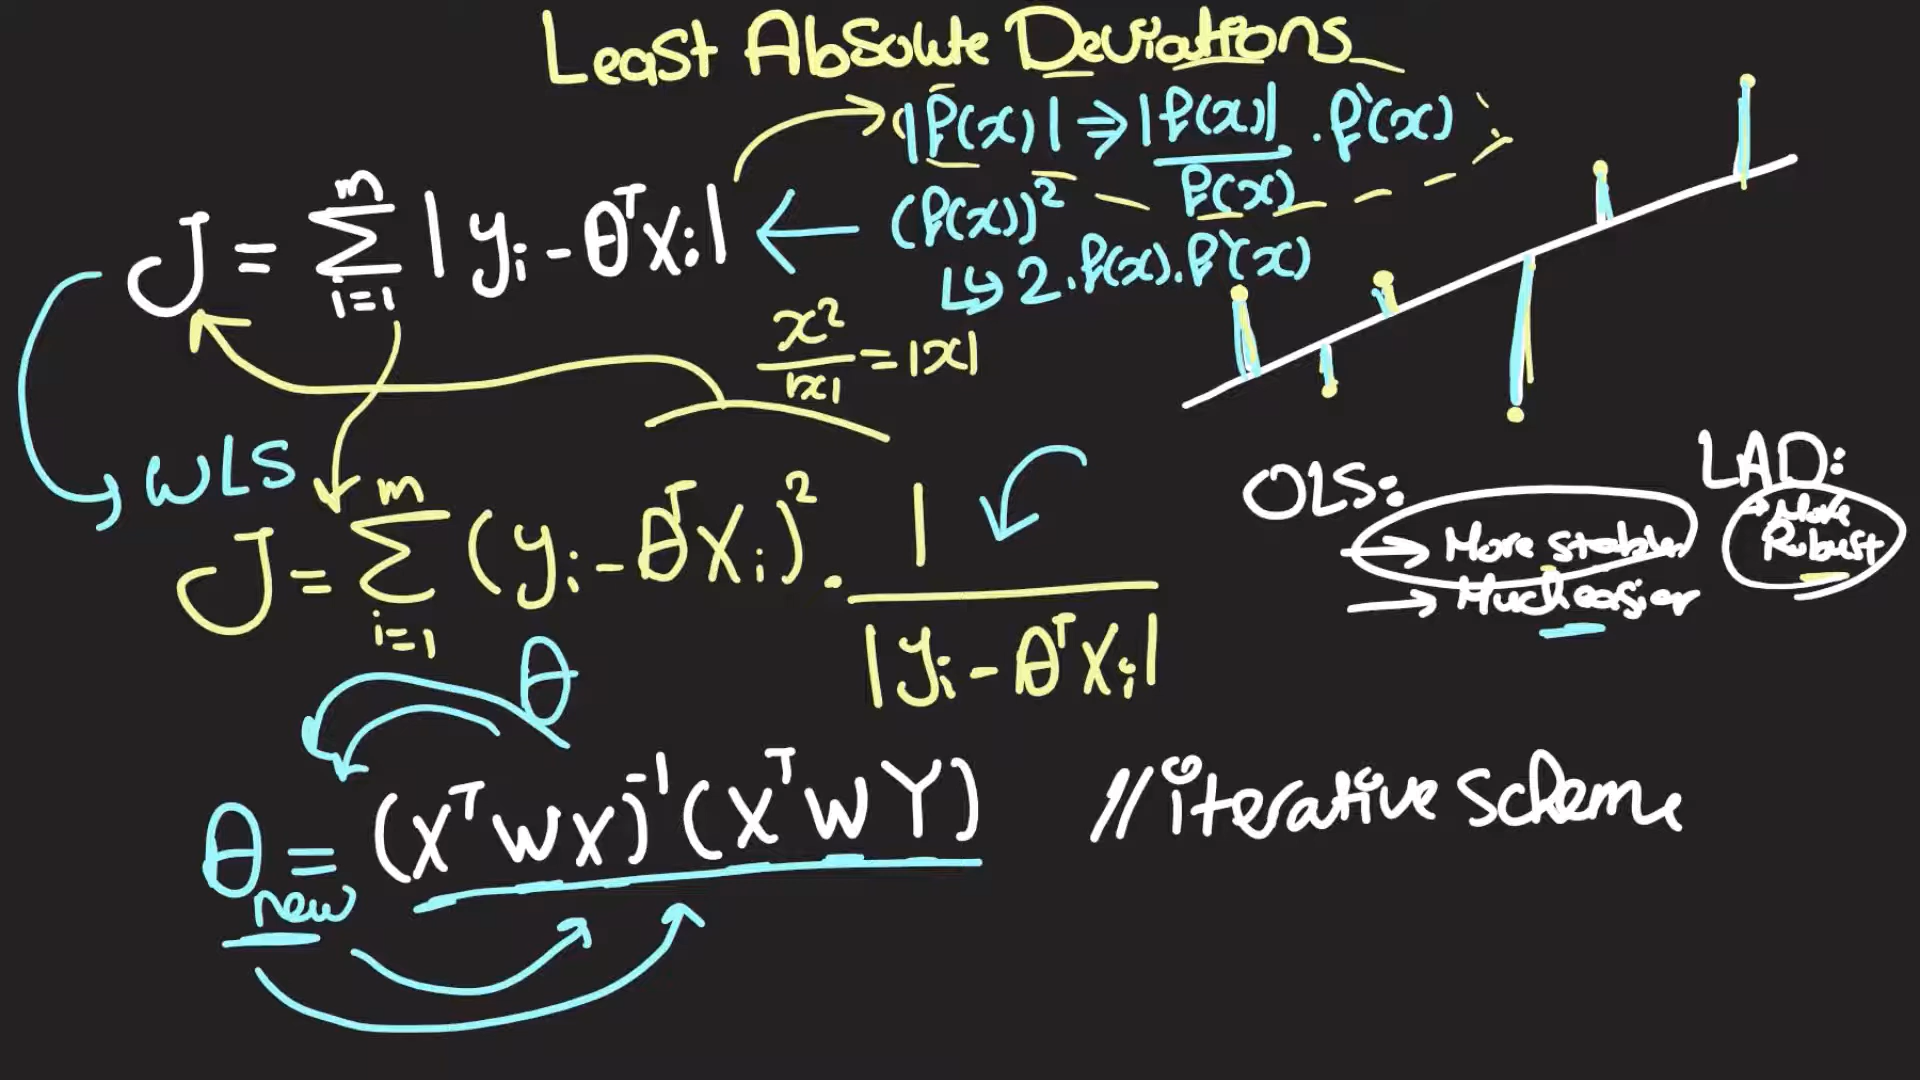 Least Absolute Deviations
|f(x)| ⇒ |f(x)|/f(x) . f'(x)
J = Σ_{i=1}^{m} |y_i - θ^T x_i|
(f(x))²
↳ 2.f(x).f'(x)
x²/|x| = |x|
WLS
J = Σ_{i=1}^{m} (y_i - θ^T x_i)² . 1/|y_i - θ^T x_i|
OLS:
→ More stable
→ Much easier
LAD:
→ More
Robust
θ
θ_new = (X^T W X)^{-1} (X^T W Y)
// iterative scheme